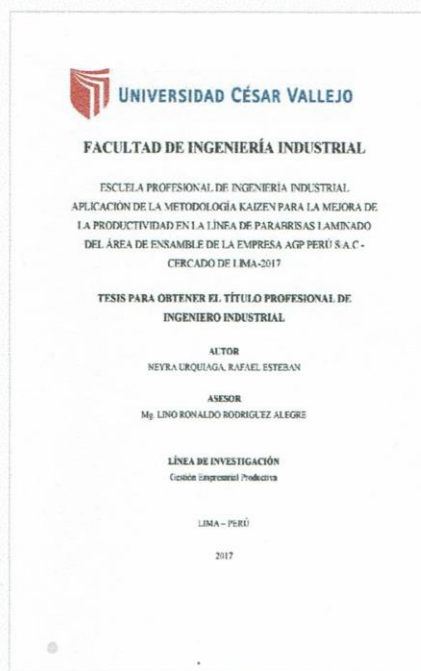 UNIVERSIDAD CÉSAR VALLEJO
FACULTAD DE INGENIERÍA INDUSTRIAL
ESCUELA PROFESIONAL DE INGENIERÍA INDUSTRIAL
APLICACIÓN DE LA METODOLOGÍA KAIZEN PARA LA MEJORA DE
LA PRODUCTIVIDAD EN LA LÍNEA DE PARABRISAS LAMINADO
DEL ÁREA DE ENSAMBLE DE LA EMPRESA AGP PERÚ S.A.C -
CERCADO DE LIMA-2017
TESIS PARA OBTENER EL TÍTULO PROFESIONAL DE
INGENIERO INDUSTRIAL
AUTOR
NEYRA URQUIAGA, RAFAEL ESTEBAN
ASESOR
Mg. LINO RONALDO RODRIGUEZ ALEGRE
LÍNEA DE INVESTIGACIÓN
Gestión Empresarial Productiva
LIMA – PERÚ
2017